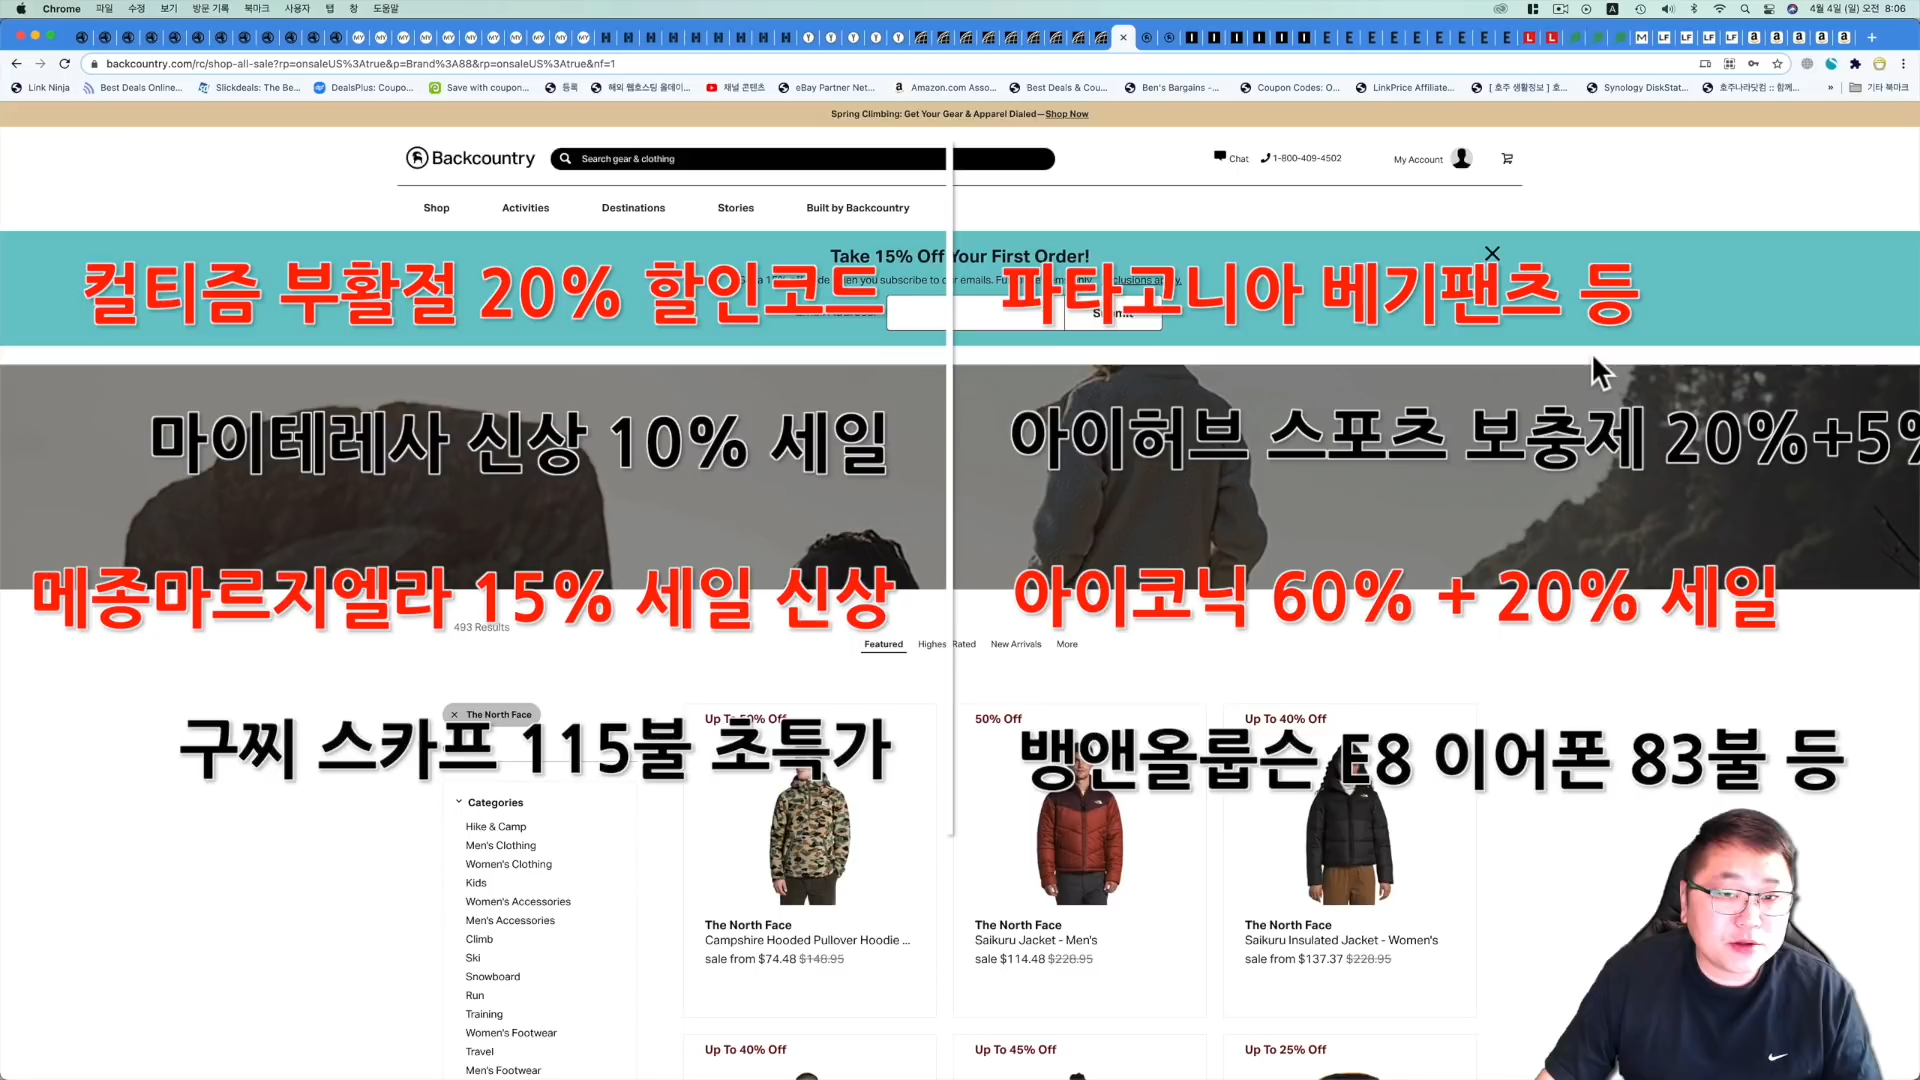 Chrome 파일 수정 보기 방문 기록 북마크 사용자 탭 창 도움말
4월 4일 (일) 오전 8:06
backcountry.com/rc/shop-all-sale?rp=onsaleUS%3Atrue&p=Brand%3A88&rp=onsaleUS%3Atrue&nf=1
Link Ninja
Best Deals Online...
Slickdeals: The Be...
DealsPlus: Coupo...
Save with coupon...
등록
해외 웹호스팅 올데이...
채널 콘텐츠
eBay Partner Net...
Amazon.com Asso...
Best Deals & Cou...
Ben's Bargains -...
Coupon Codes: O...
LinkPrice Affiliate...
[ 호주 생활정보 ] 호...
Synology DiskStat...
호주나라닷컴 :: 함께...
»
기타 북마크
Spring Climbing: Get Your Gear & Apparel Dialed—Shop Now
Backcountry
Search gear & clothing
Chat
1-800-409-4502
My Account
Shop
Activities
Destinations
Stories
Built by Backcountry
Take 15% Off Your First Order!
컬티즘 부활절 20% 할인코드
파타고니아 베기팬츠 등
마이테레사 신상 10% 세일
아이허브 스포츠 보충제 20%+5%
메종마르지엘라 15% 세일 신상
아이코닉 60% + 20% 세일
493 Results
Featured
Highes Rated
New Arrivals
More
구찌 스카프 115불 초특가
뱅앤올룹슨 E8 이어폰 83불 등
The North Face
Categories
Hike & Camp
Men's Clothing
Women's Clothing
Kids
Women's Accessories
Men's Accessories
Climb
Ski
Snowboard
Run
Training
Women's Footwear
Travel
Men's Footwear
Up To 50% Off
The North Face
Campshire Hooded Pullover Hoodie ...
sale from $74.48 $148.95
50% Off
The North Face
Saikuru Jacket - Men's
sale $114.48 $228.95
Up To 40% Off
The North Face
Saikuru Insulated Jacket - Women's
sale from $137.37 $228.95
Up To 40% Off
Up To 45% Off
Up To 25% Off